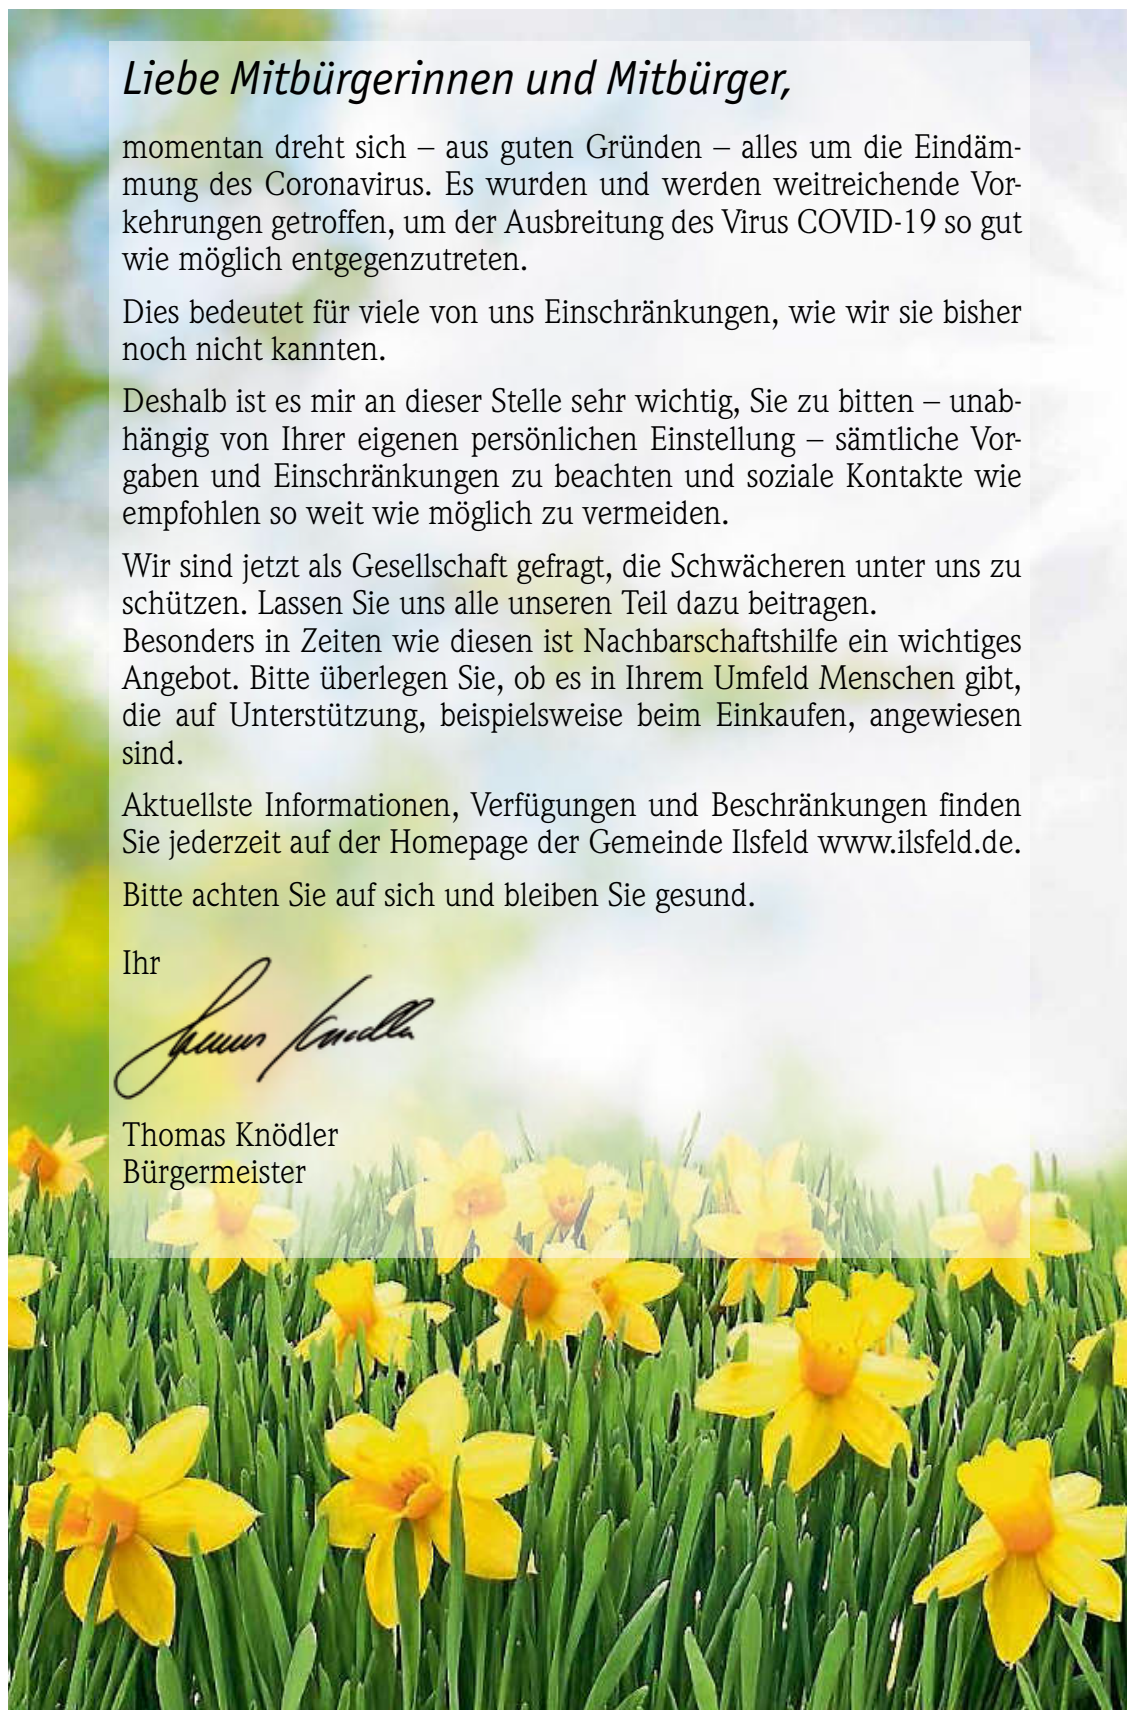 Liebe Mitbürgerinnen und Mitbürger,
momentan dreht sich – aus guten Gründen – alles um die Eindäm-
mung des Coronavirus. Es wurden und werden weitreichende Vor-
kehrungen getroffen, um der Ausbreitung des Virus COVID-19 so gut
wie möglich entgegenzutreten.
Dies bedeutet für viele von uns Einschränkungen, wie wir sie bisher
noch nicht kannten.
Deshalb ist es mir an dieser Stelle sehr wichtig, Sie zu bitten – unab-
hängig von Ihrer eigenen persönlichen Einstellung – sämtliche Vor-
gaben und Einschränkungen zu beachten und soziale Kontakte wie
empfohlen so weit wie möglich zu vermeiden.
Wir sind jetzt als Gesellschaft gefragt, die Schwächeren unter uns zu
schützen. Lassen Sie uns alle unseren Teil dazu beitragen.
Besonders in Zeiten wie diesen ist Nachbarschaftshilfe ein wichtiges
Angebot. Bitte überlegen Sie, ob es in Ihrem Umfeld Menschen gibt,
die auf Unterstützung, beispielsweise beim Einkaufen, angewiesen
sind.
Aktuellste Informationen, Verfügungen und Beschränkungen finden
Sie jederzeit auf der Homepage der Gemeinde Ilsfeld www.ilsfeld.de.
Bitte achten Sie auf sich und bleiben Sie gesund.
Ihr
Thomas Knödler
Bürgermeister